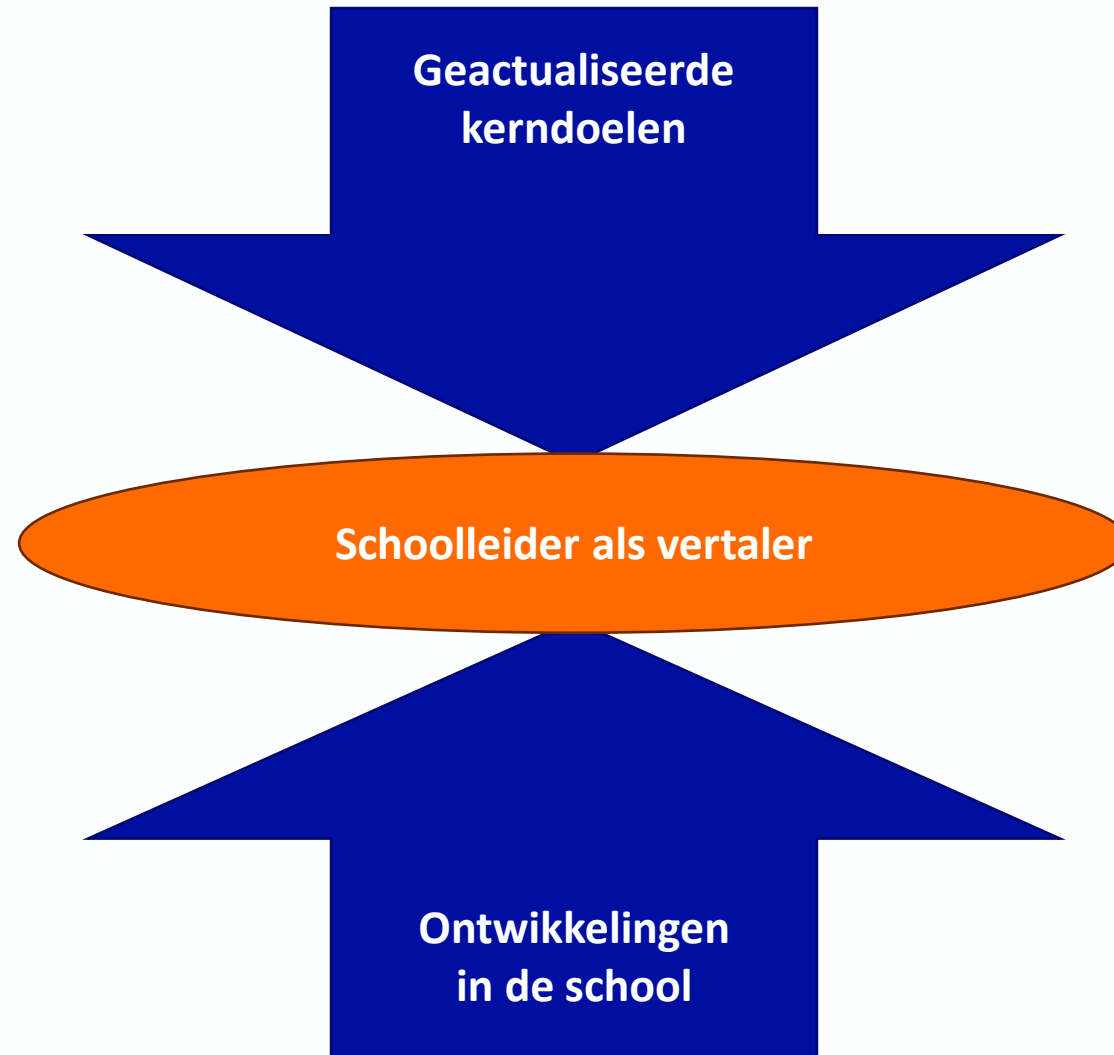 Geactualiseerde
kerndoelen
Schoolleider als vertaler
Ontwikkelingen
in de school